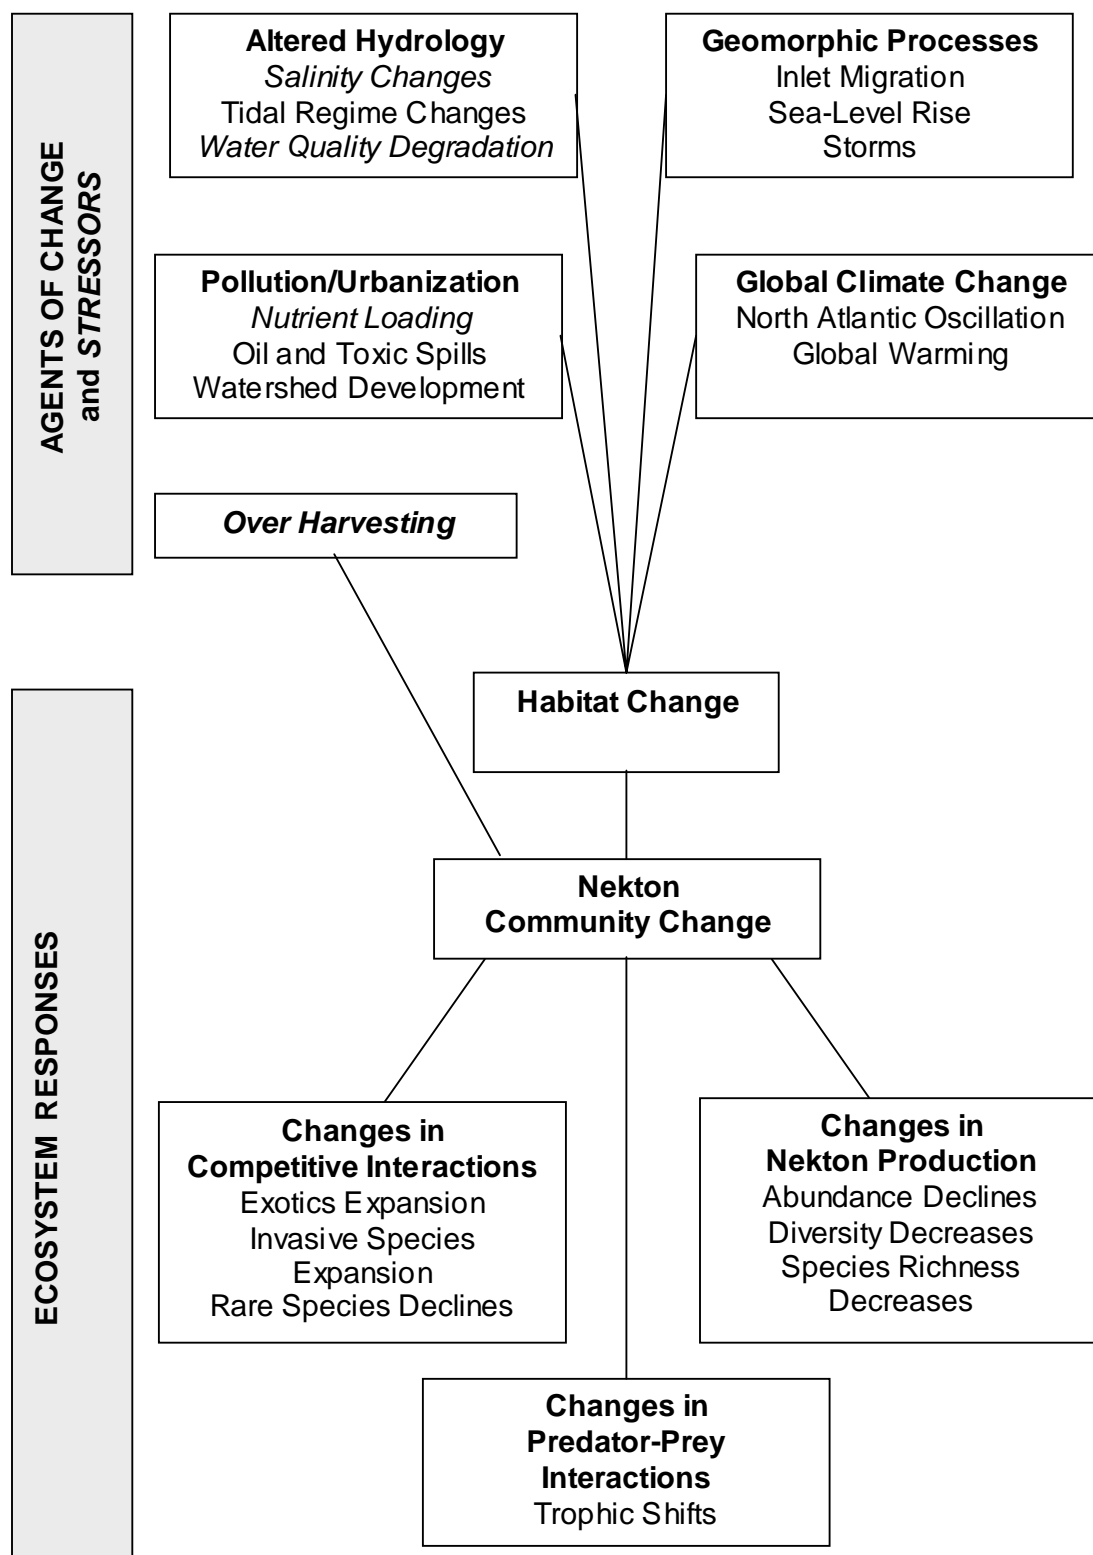 AGENTS OF CHANGE
and STRESSORS
Altered Hydrology
Salinity Changes
Tidal Regime Changes
Water Quality Degradation
Geomorphic Processes
Inlet Migration
Sea-Level Rise
Storms
Pollution/Urbanization
Nutrient Loading
Oil and Toxic Spills
Watershed Development
Global Climate Change
North Atlantic Oscillation
Global Warming
Over Harvesting
ECOSYSTEM RESPONSES
Habitat Change
Nekton
Community Change
Changes in
Competitive Interactions
Exotics Expansion
Invasive Species
Expansion
Rare Species Declines
Changes in
Nekton Production
Abundance Declines
Diversity Decreases
Species Richness
Decreases
Changes in
Predator-Prey
Interactions
Trophic Shifts